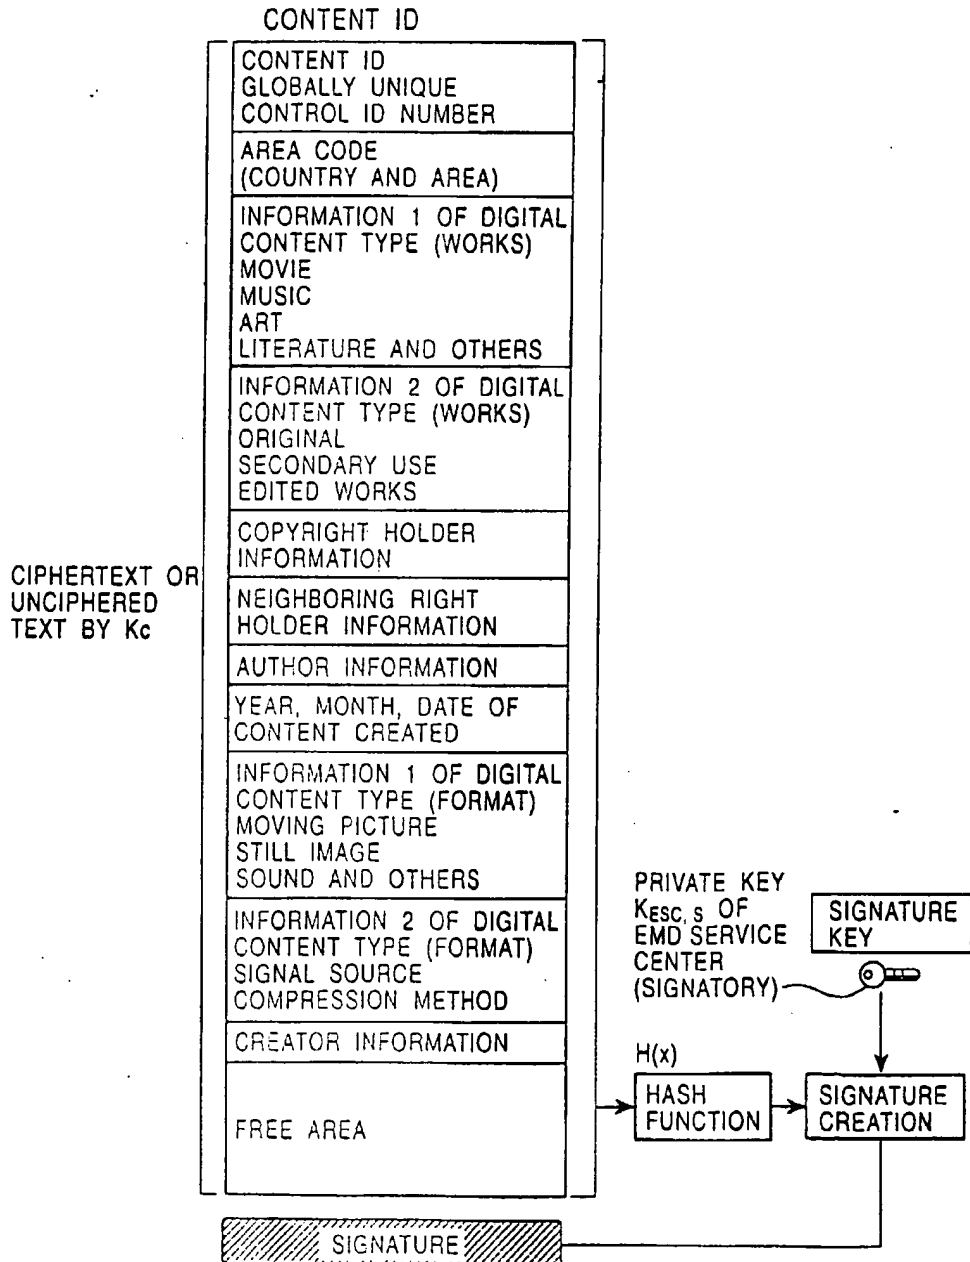 CONTENT ID
CONTENT ID
GLOBALLY UNIQUE
CONTROL ID NUMBER
AREA CODE
(COUNTRY AND AREA)
INFORMATION 1 OF DIGITAL
CONTENT TYPE (WORKS)
MOVIE
MUSIC
ART
LITERATURE AND OTHERS
INFORMATION 2 OF DIGITAL
CONTENT TYPE (WORKS)
ORIGINAL
SECONDARY USE
EDITED WORKS
COPYRIGHT HOLDER
INFORMATION
CIPHERTEXT OR
UNCIPHERED
TEXT BY Kc
NEIGHBORING RIGHT
HOLDER INFORMATION
AUTHOR INFORMATION
YEAR, MONTH, DATE OF
CONTENT CREATED
INFORMATION 1 OF DIGITAL
CONTENT TYPE (FORMAT)
MOVING PICTURE
STILL IMAGE
SOUND AND OTHERS
INFORMATION 2 OF DIGITAL
CONTENT TYPE (FORMAT)
SIGNAL SOURCE
COMPRESSION METHOD
CREATOR INFORMATION
FREE AREA
PRIVATE KEY
KESC, S OF
EMD SERVICE
CENTER
(SIGNATORY)
SIGNATURE
KEY
H(x)
HASH
FUNCTION
SIGNATURE
CREATION
SIGNATURE